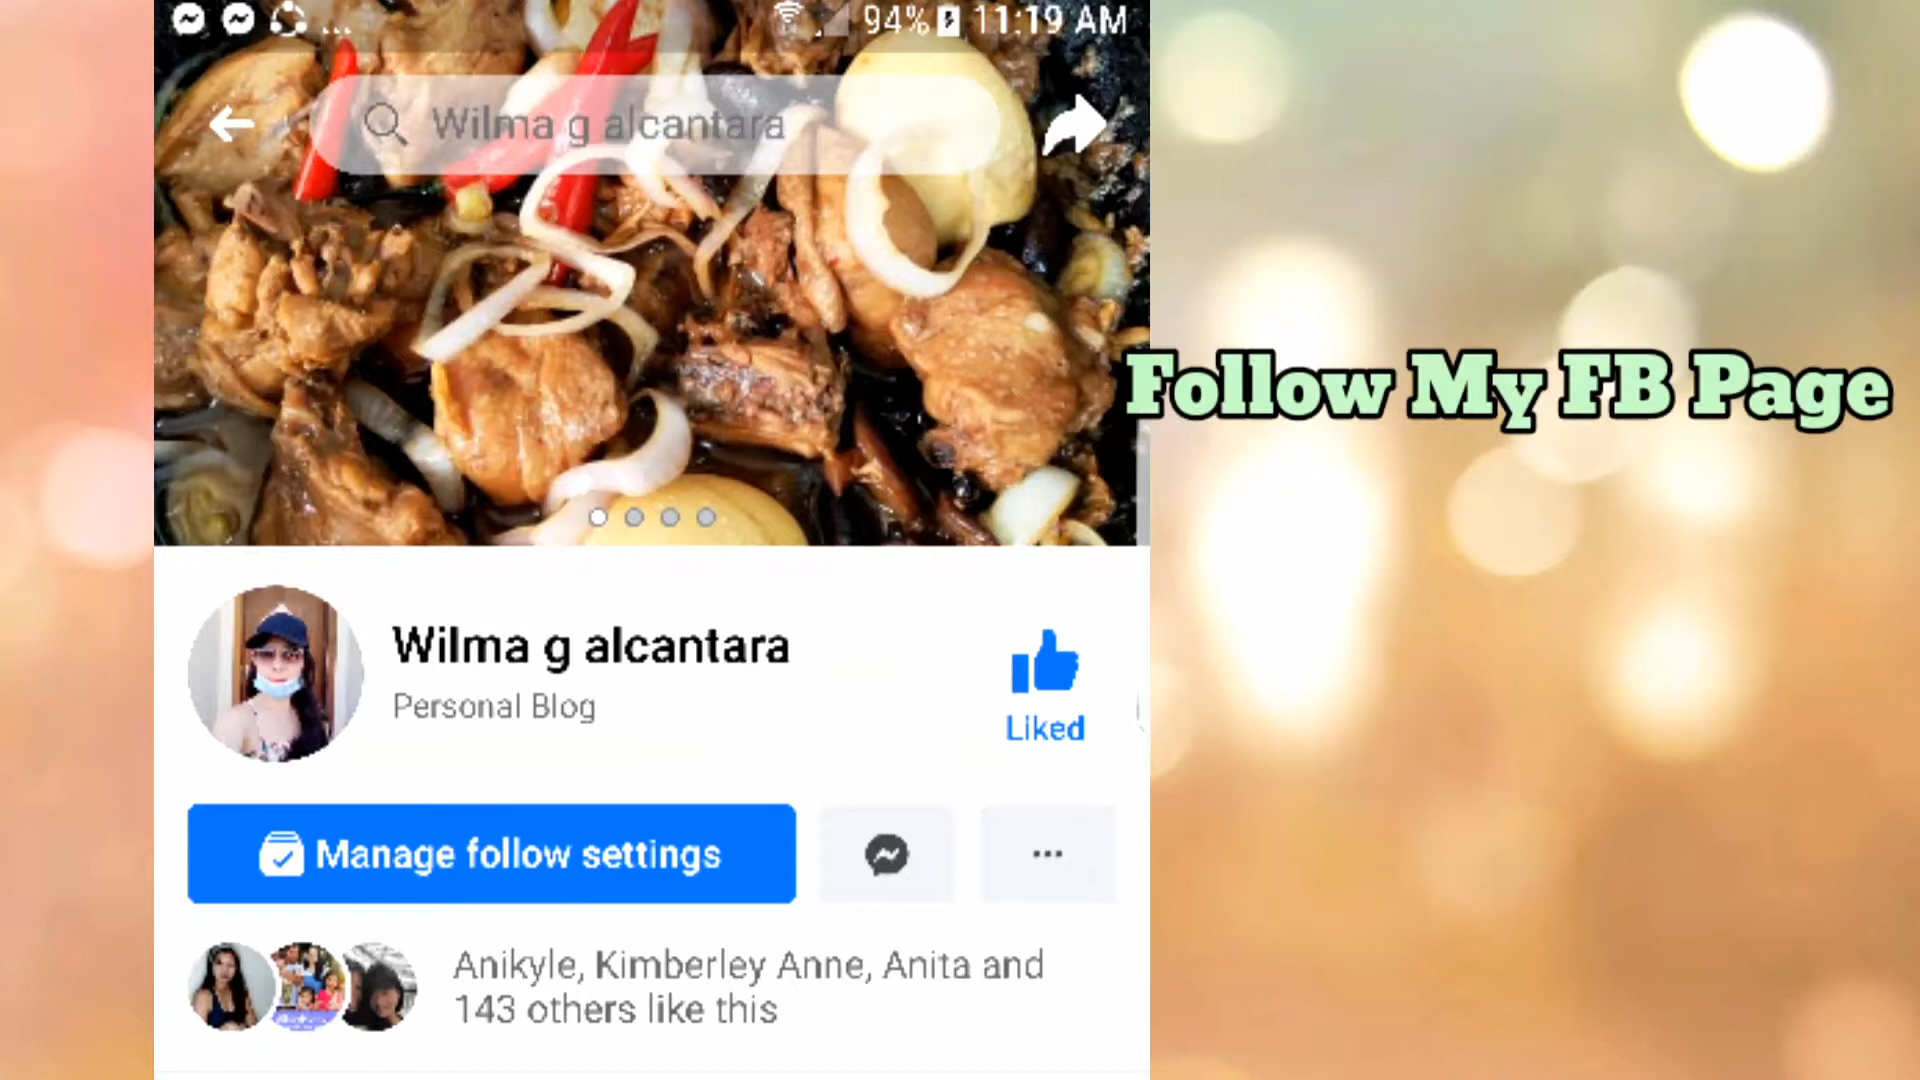 94% 11:19 AM
Wilma g alcantara
Follow My FB Page
Wilma g alcantara
Personal Blog
Liked
Manage follow settings
Anikyle, Kimberley Anne, Anita and
143 others like this